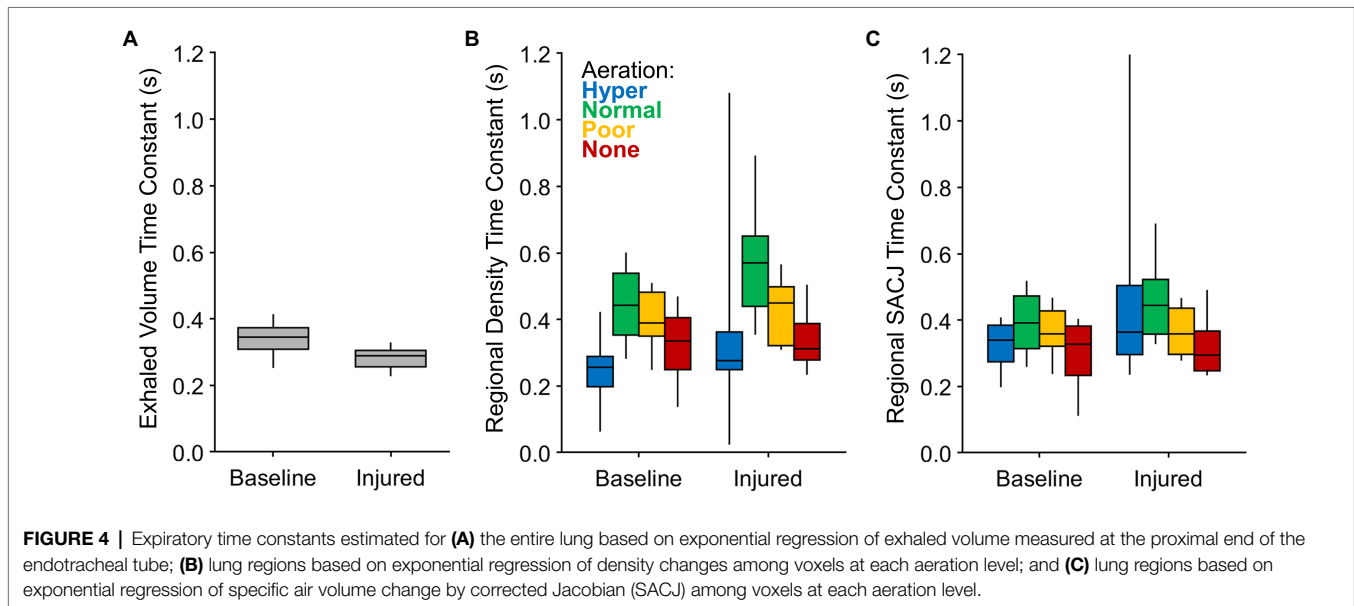 A
Exhaled Volume Time Constant (s)
1.2
1.0
0.8
0.6
0.4
0.2
0.0
Baseline Injured
B
Regional Density Time Constant (s)
1.2
1.0
0.8
0.6
0.4
0.2
0.0
Aeration:
Hyper
Normal
Poor
None
Baseline Injured
C
Regional SACJ Time Constant (s)
1.2
1.0
0.8
0.6
0.4
0.2
0.0
Baseline Injured
FIGURE 4 | Expiratory time constants estimated for (A) the entire lung based on exponential regression of exhaled volume measured at the proximal end of the
endotracheal tube; (B) lung regions based on exponential regression of density changes among voxels at each aeration level; and (C) lung regions based on
exponential regression of specific air volume change by corrected Jacobian (SACJ) among voxels at each aeration level.